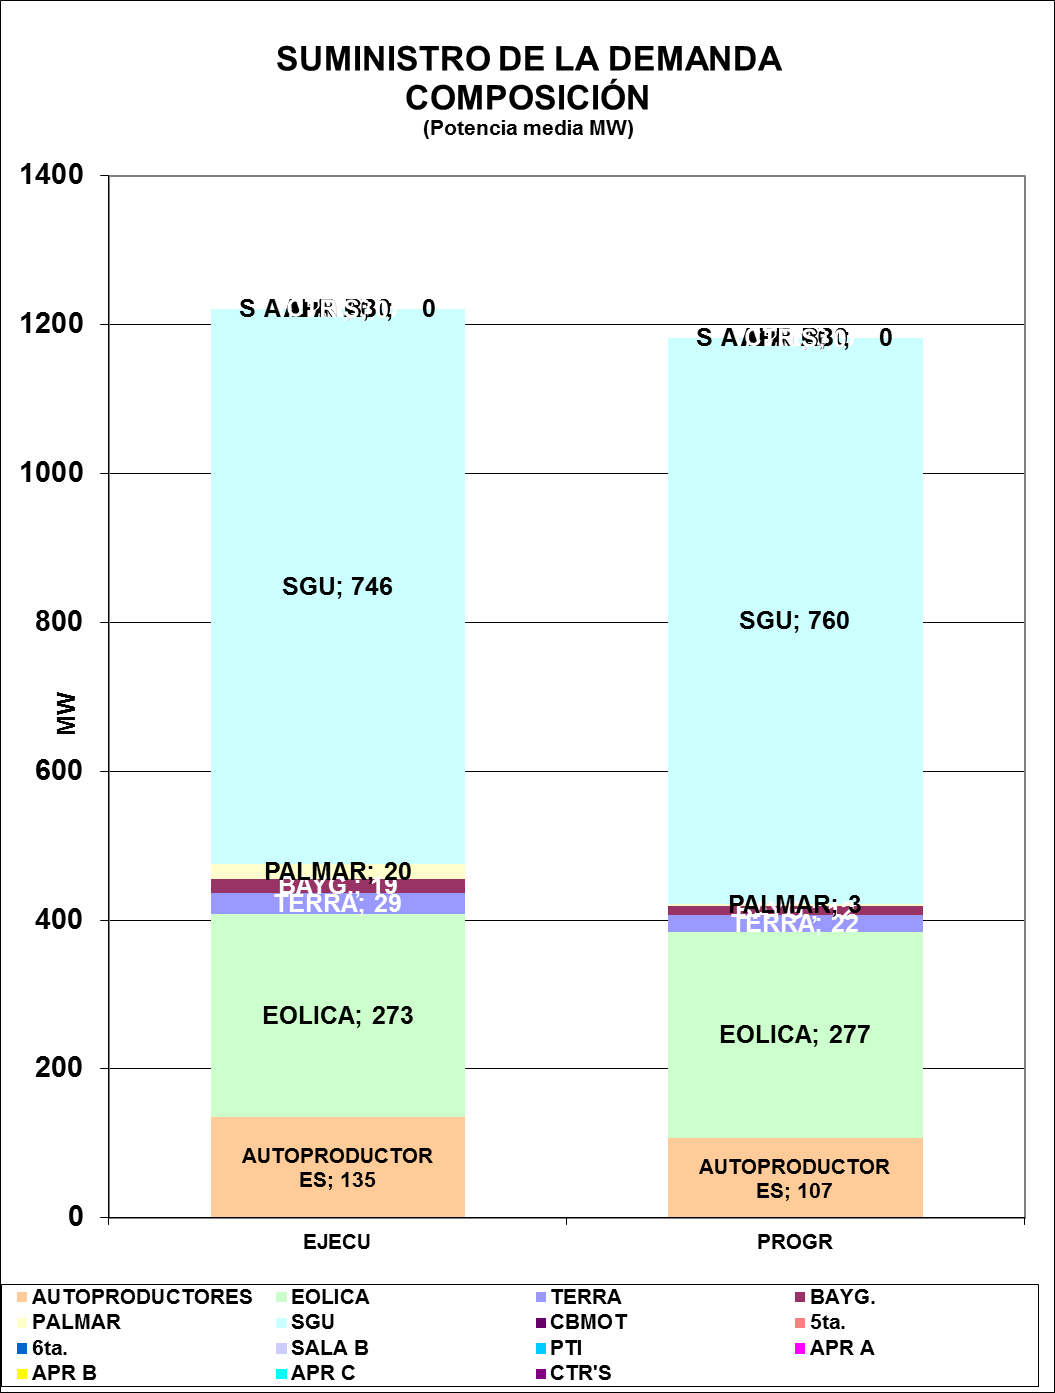 SUMINISTRO DE LA DEMANDA
COMPOSICIÓN
(Potencia media MW)
1400
1200
1000
800
600
400
200
0
MW
0
SGU; 746
PALMAR; 20
BAYG.; 19
TERRA; 29
EOLICA; 273
AUTOPRODUCTOR
ES; 135
EJECU
0
SGU; 760
PALMAR; 3
TERRA; 22
EOLICA; 277
AUTOPRODUCTOR
ES; 107
PROGR
AUTOPRODUCTORES EOLICA TERRA BAYG.
PALMAR SGU CBMOT 5ta.
6ta. SALA B PTI APR A
APR B APR C CTR'S